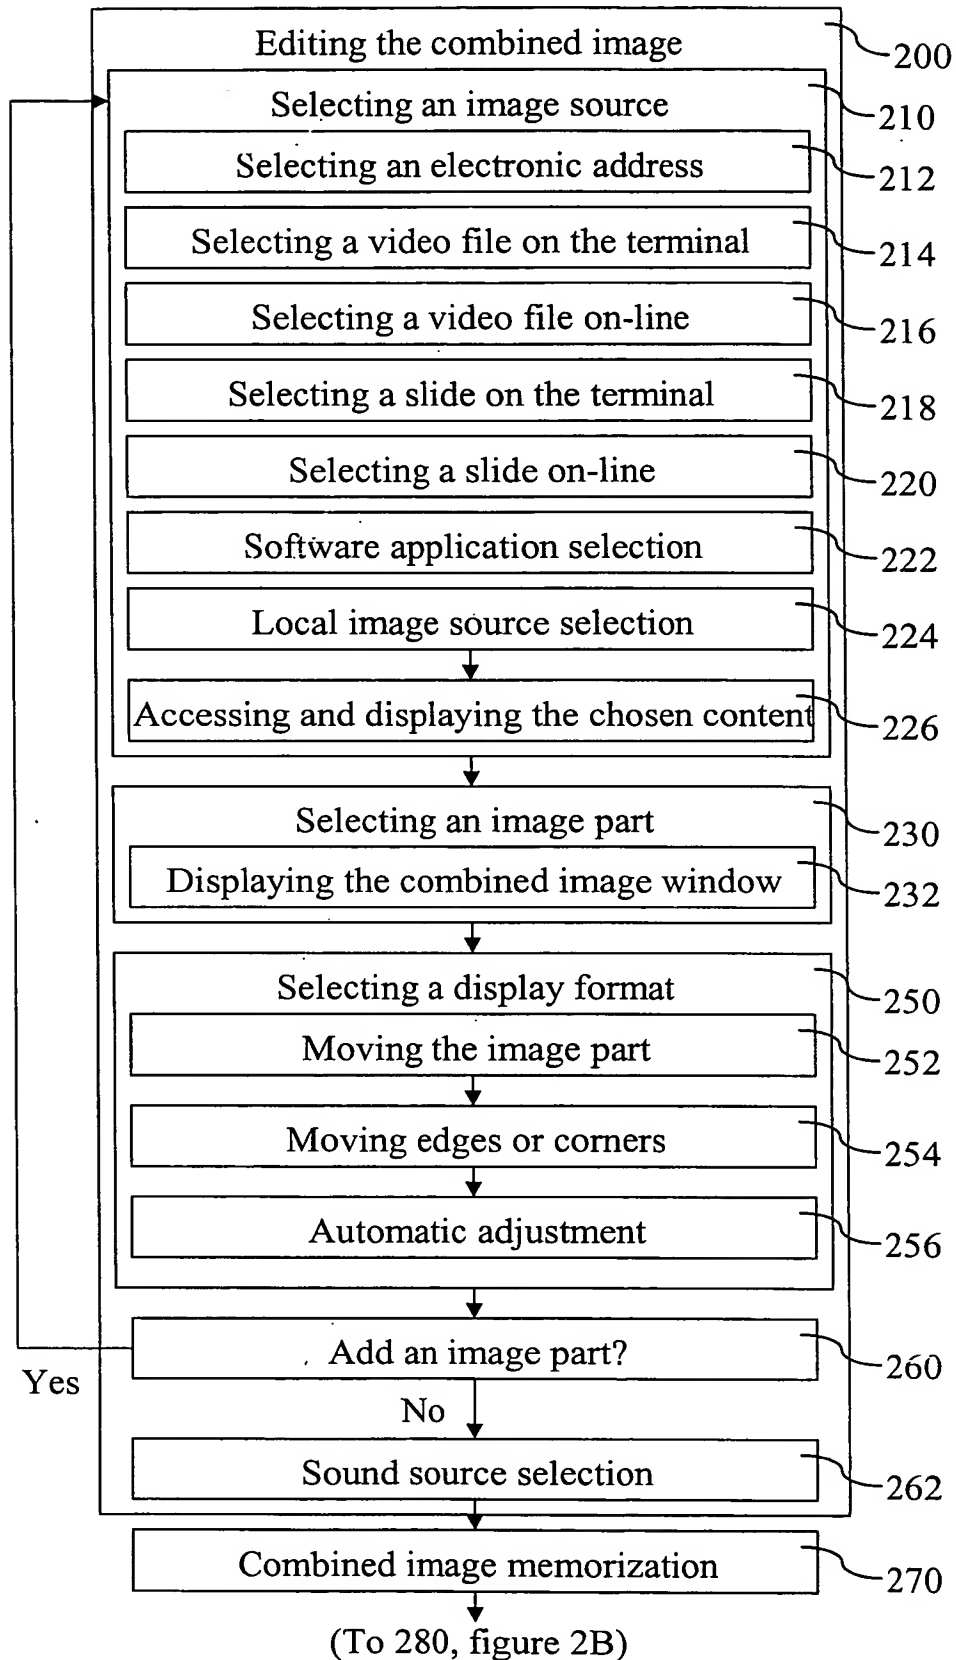 Editing the combined image
200
Selecting an image source
210
Selecting an electronic address
212
Selecting a video file on the terminal
214
Selecting a video file on-line
216
Selecting a slide on the terminal
218
Selecting a slide on-line
220
Software application selection
222
Local image source selection
224
Accessing and displaying the chosen content
226
Selecting an image part
230
Displaying the combined image window
232
Selecting a display format
250
Moving the image part
252
Moving edges or corners
254
Automatic adjustment
256
Add an image part?
260
Yes
No
Sound source selection
262
Combined image memorization
270
(To 280, figure 2B)